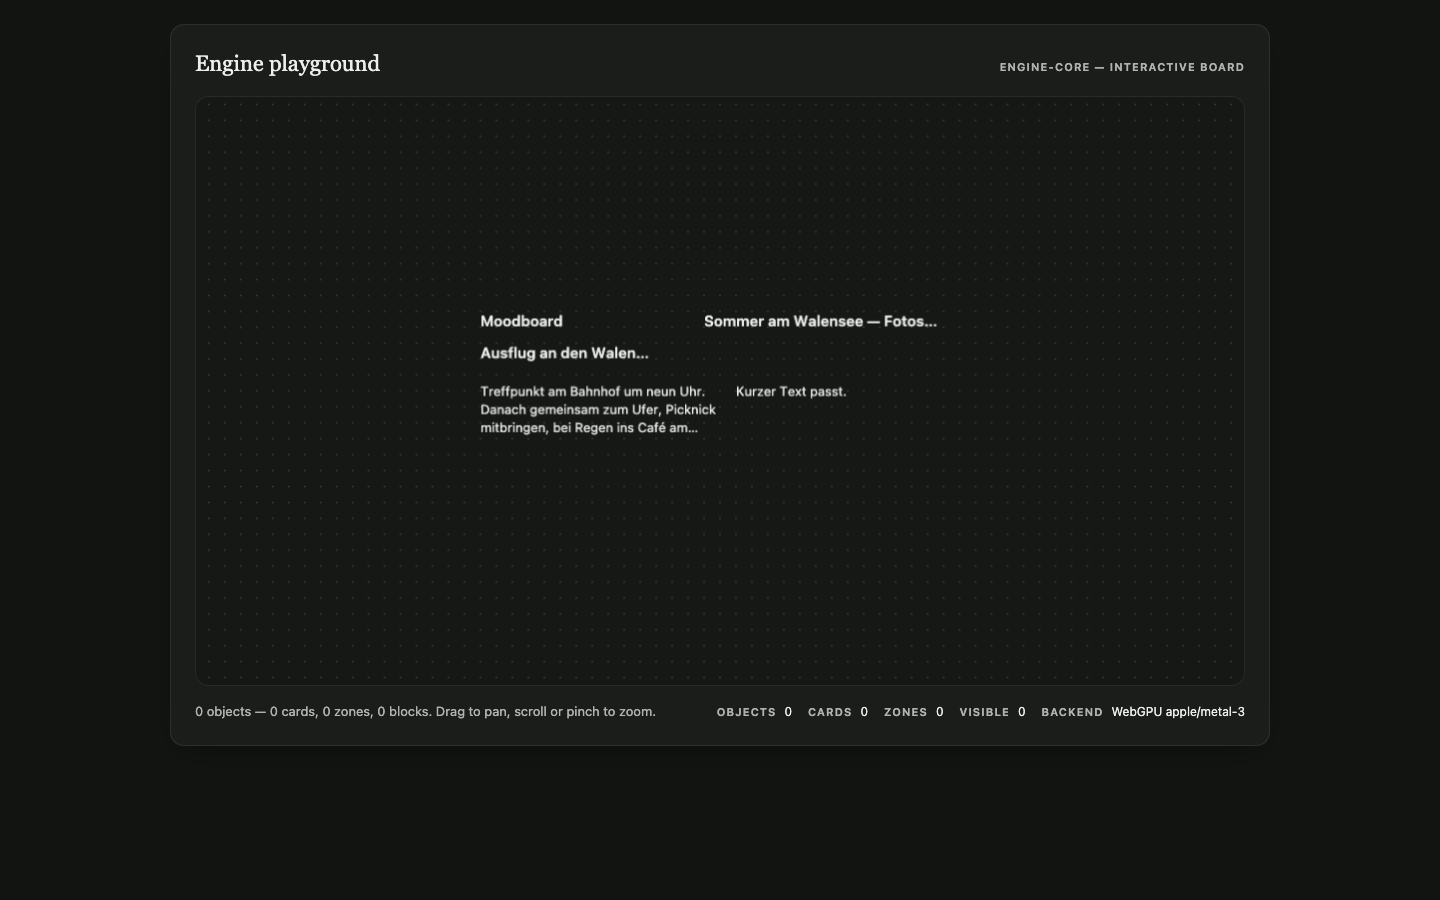 Engine playground
ENGINE-CORE — INTERACTIVE BOARD
Moodboard
Sommer am Walensee — Fotos...
Ausflug an den Walen...
Treffpunkt am Bahnhof um neun Uhr.
Danach gemeinsam zum Ufer, Picknick
mitbringen, bei Regen ins Café am...
Kurzer Text passt.
0 objects — 0 cards, 0 zones, 0 blocks. Drag to pan, scroll or pinch to zoom.
OBJECTS 0 CARDS 0 ZONES 0 VISIBLE 0 BACKEND WebGPU apple/metal-3